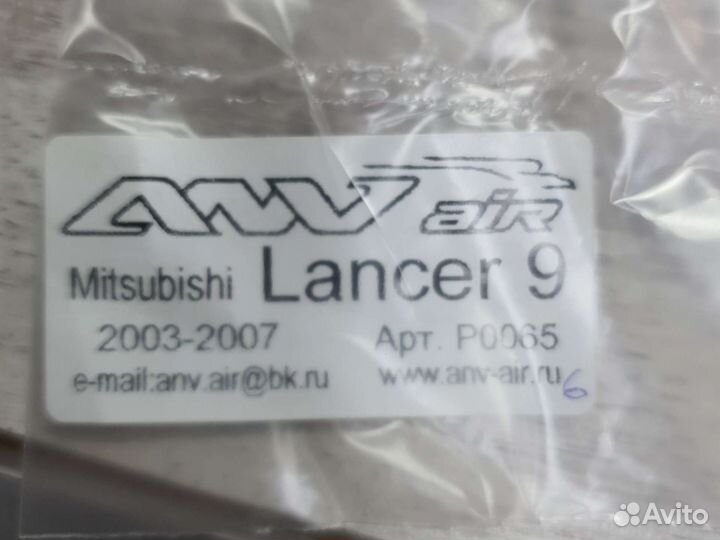 ANV air
Mitsubishi Lancer 9
2003-2007 Арт. P0065
e-mail:anv.air@bk.ru www.anv-air.ru
6
Avito